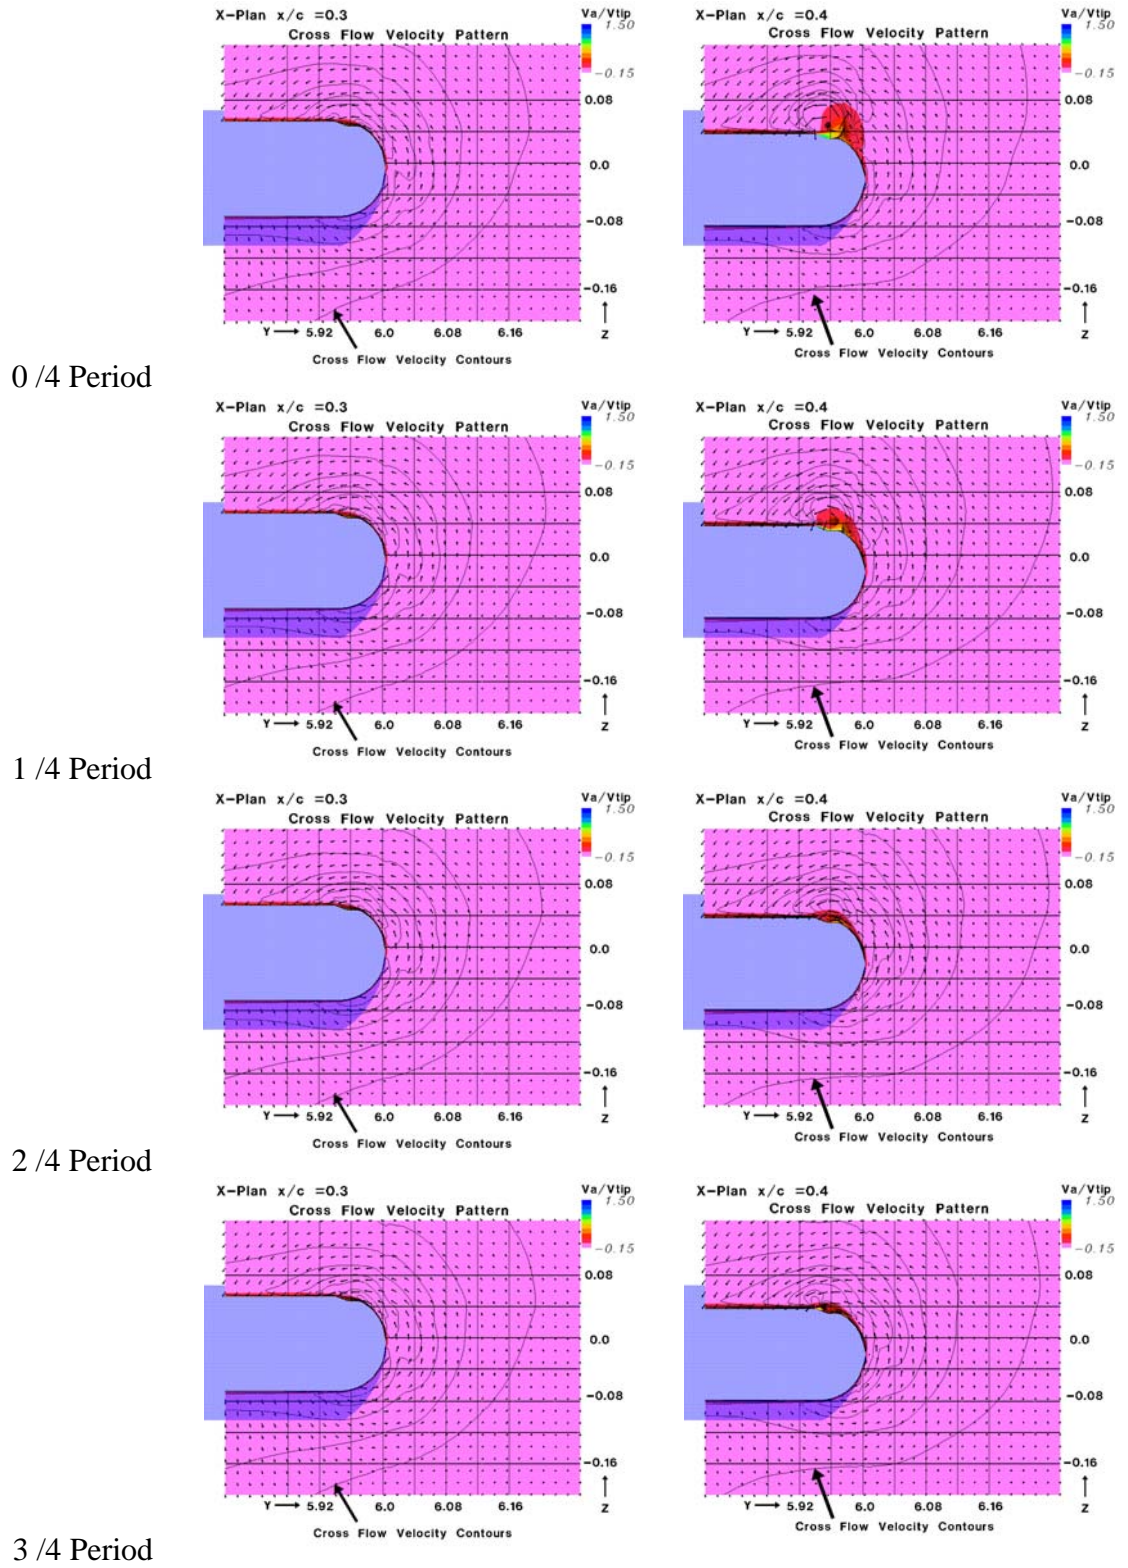 X-Plan x/c =0.3
Va/Vtip
1.50
Cross Flow Velocity Pattern
-0.15
0.08
0.0
-0.08
-0.16
Z
Y 5.92 6.0 6.08 6.16
Cross Flow Velocity Contours
X-Plan x/c =0.4
Va/Vtip
1.50
Cross Flow Velocity Pattern
-0.15
0.08
0.0
-0.08
-0.16
Z
Y 5.92 6.0 6.08 6.16
Cross Flow Velocity Contours
0 /4 Period
X-Plan x/c =0.3
Va/Vtip
1.50
Cross Flow Velocity Pattern
-0.15
0.08
0.0
-0.08
-0.16
Z
Y 5.92 6.0 6.08 6.16
Cross Flow Velocity Contours
X-Plan x/c =0.4
Va/Vtip
1.50
Cross Flow Velocity Pattern
-0.15
0.08
0.0
-0.08
-0.16
Z
Y 5.92 6.0 6.08 6.16
Cross Flow Velocity Contours
1 /4 Period
X-Plan x/c =0.3
Va/Vtip
1.50
Cross Flow Velocity Pattern
-0.15
0.08
0.0
-0.08
-0.16
Z
Y 5.92 6.0 6.08 6.16
Cross Flow Velocity Contours
X-Plan x/c =0.4
Va/Vtip
1.50
Cross Flow Velocity Pattern
-0.15
0.08
0.0
-0.08
-0.16
Z
Y 5.92 6.0 6.08 6.16
Cross Flow Velocity Contours
2 /4 Period
X-Plan x/c =0.3
Va/Vtip
1.50
Cross Flow Velocity Pattern
-0.15
0.08
0.0
-0.08
-0.16
Z
Y 5.92 6.0 6.08 6.16
Cross Flow Velocity Contours
X-Plan x/c =0.4
Va/Vtip
1.50
Cross Flow Velocity Pattern
-0.15
0.08
0.0
-0.08
-0.16
Z
Y 5.92 6.0 6.08 6.16
Cross Flow Velocity Contours
3 /4 Period